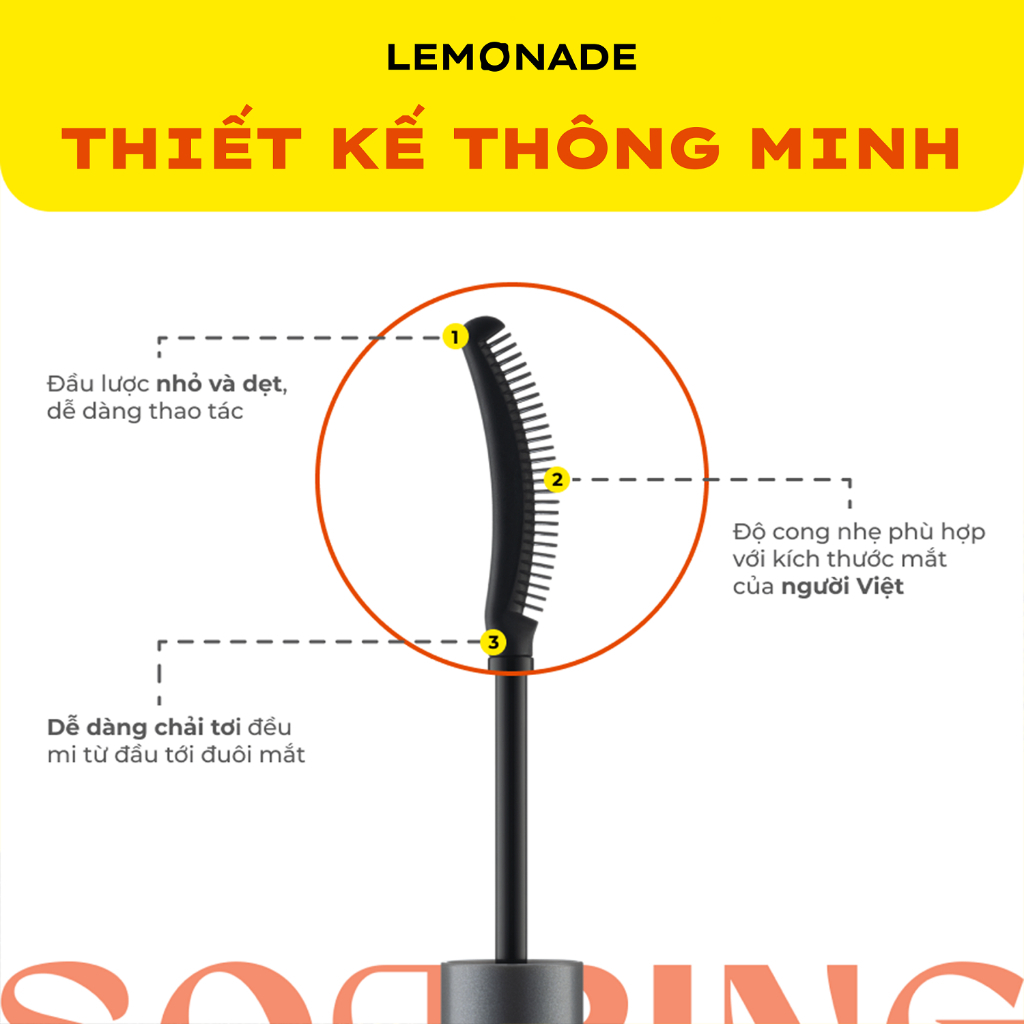 LEMONADE
THIẾT KẾ THÔNG MINH
1
Đầu lược nhỏ và dẹt,
dễ dàng thao tác
2
Độ cong nhẹ phù hợp
với kích thước mắt
của người Việt
3
Dễ dàng chải tơi đều
mi từ đầu tới đuôi mắt